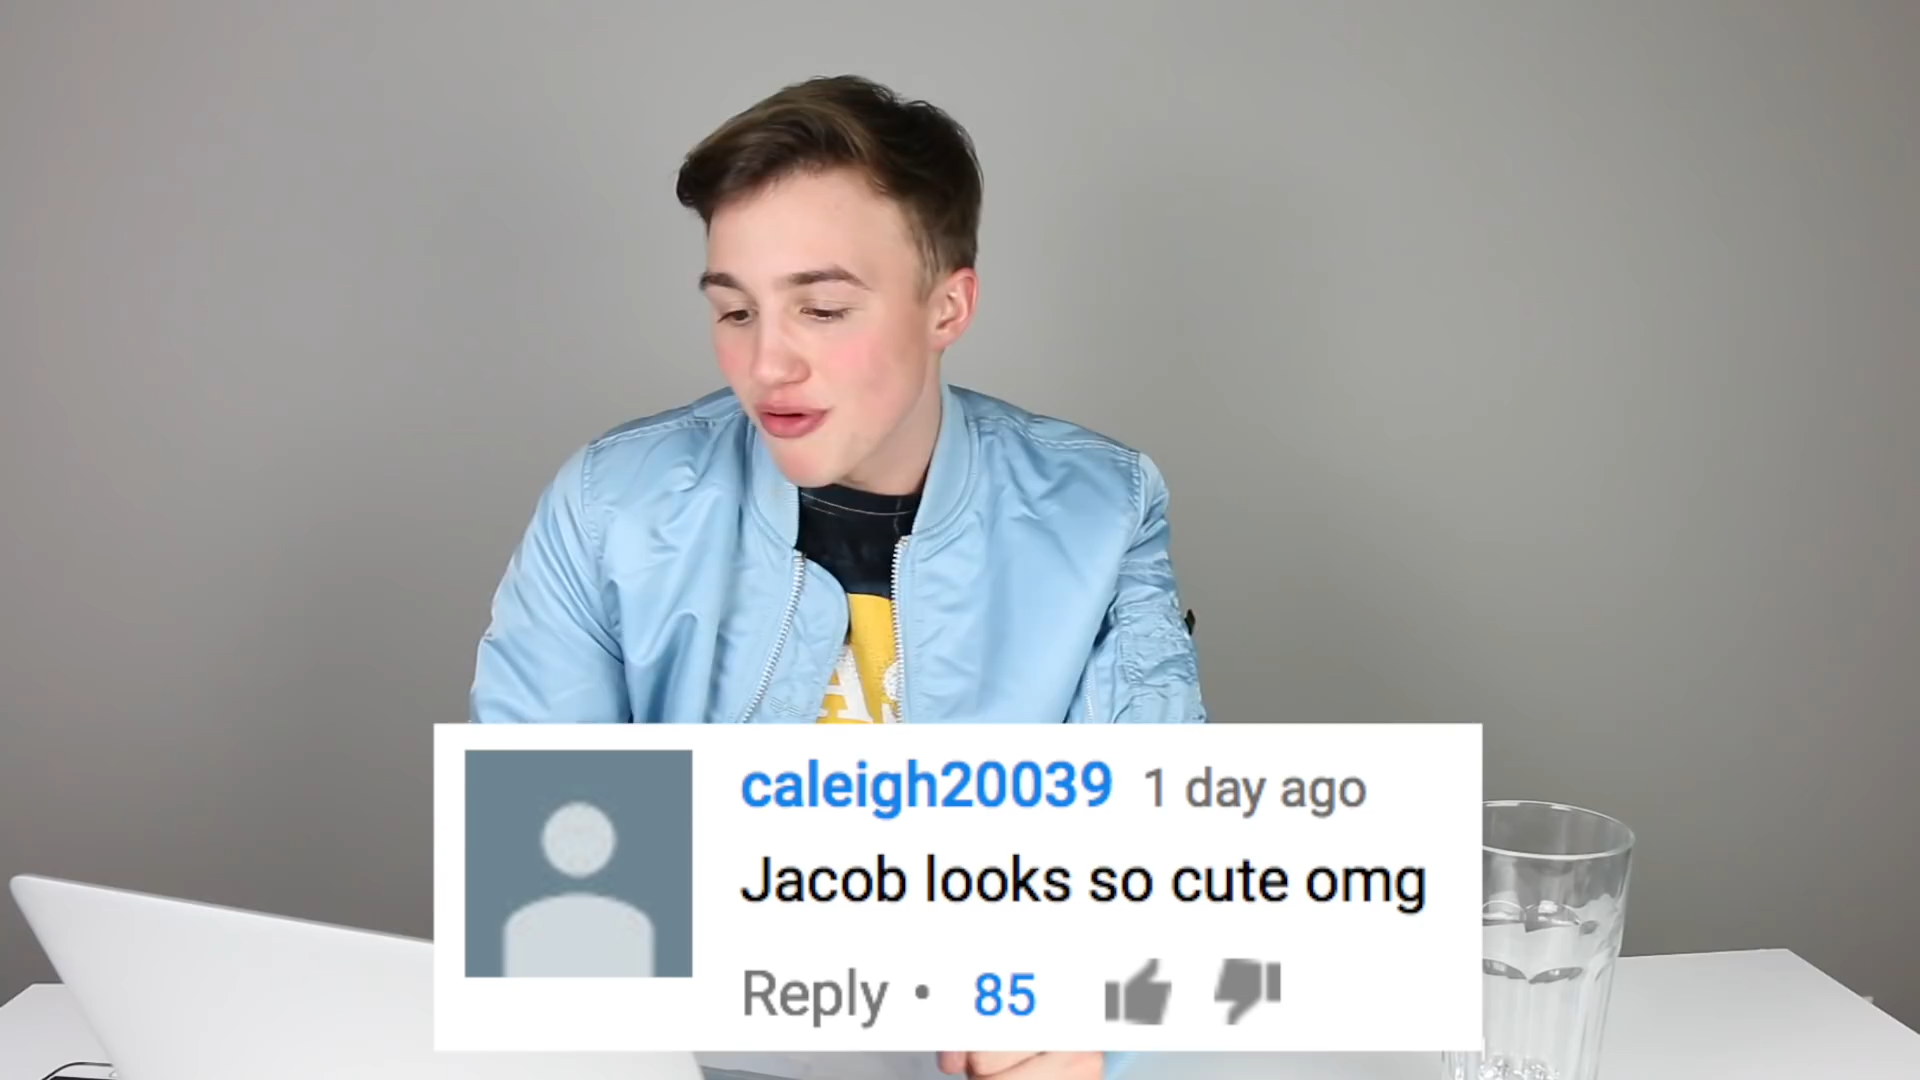 caleigh20039 1 day ago
Jacob looks so cute omg
Reply • 85